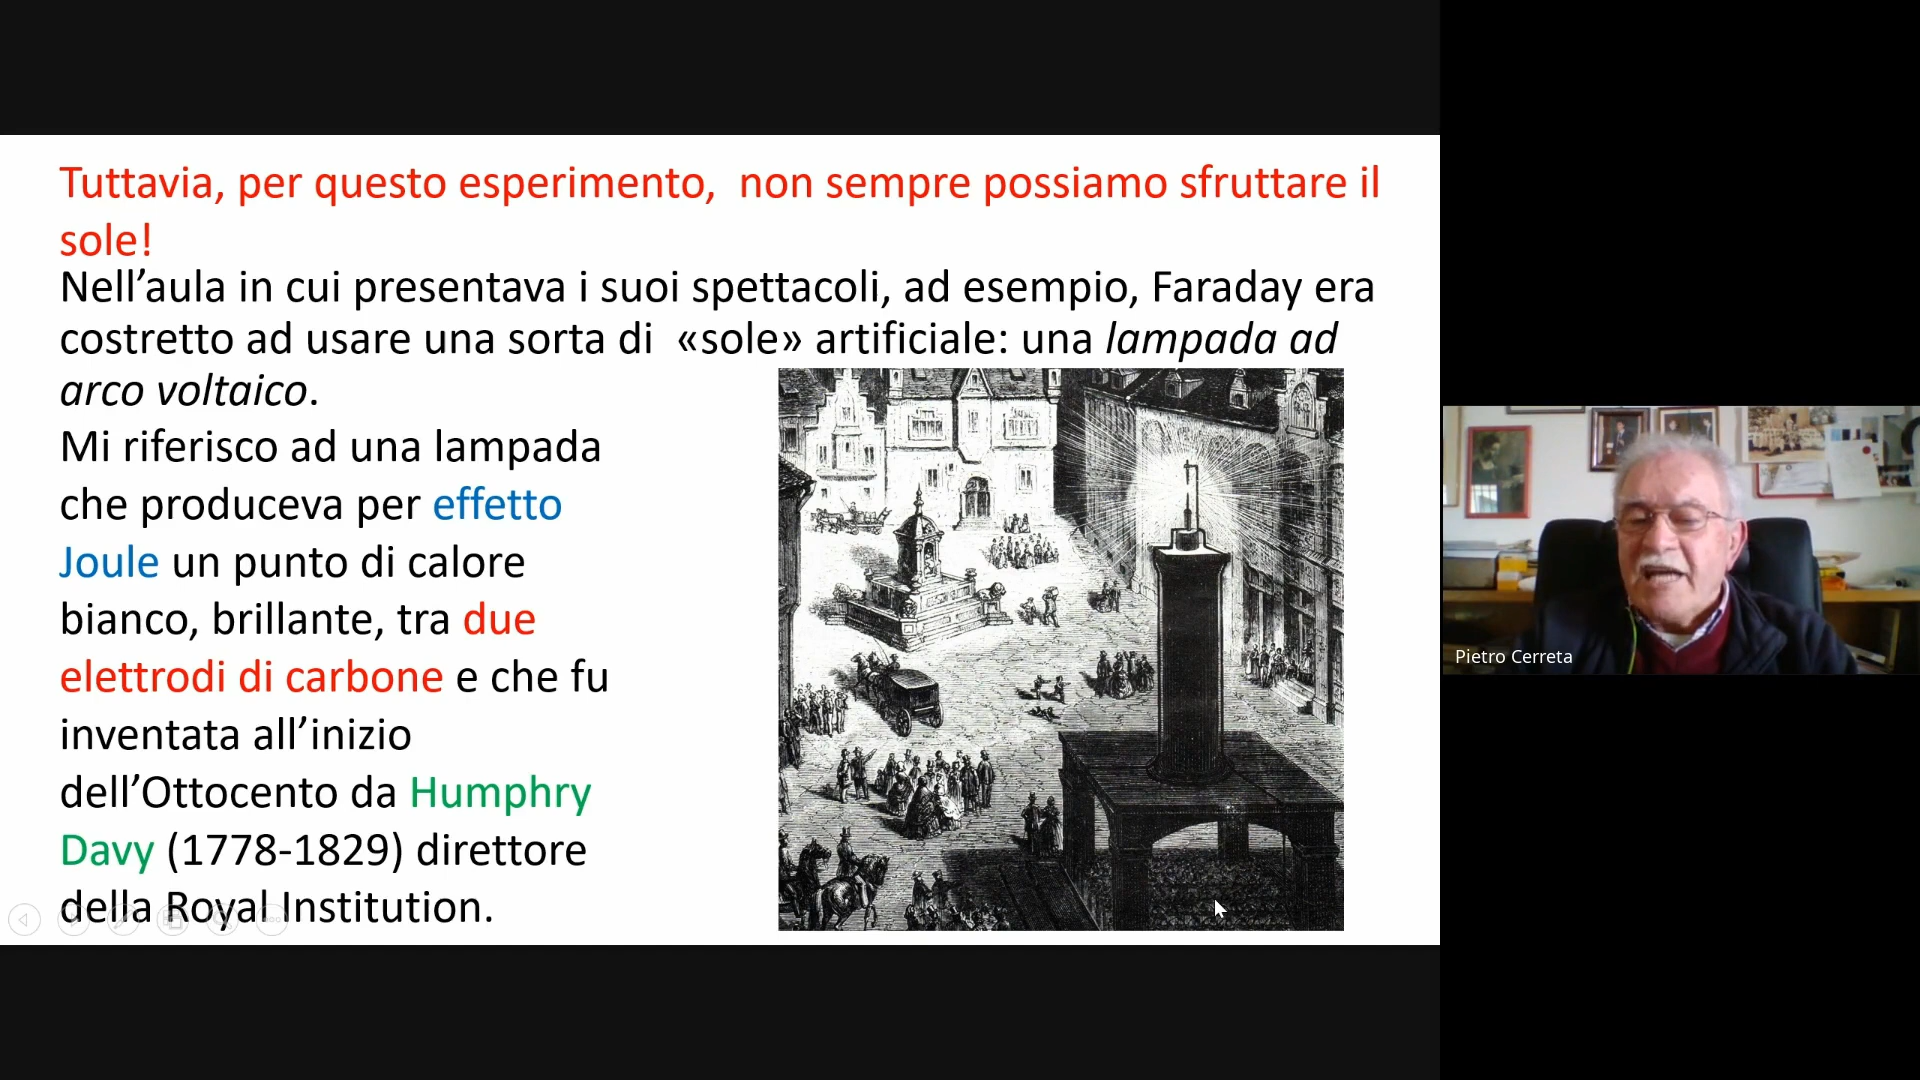 Tuttavia, per questo esperimento,  non sempre possiamo sfruttare il
sole!
Nell’aula in cui presentava i suoi spettacoli, ad esempio, Faraday era
costretto ad usare una sorta di  «sole» artificiale: una lampada ad
arco voltaico.
Mi riferisco ad una lampada
che produceva per effetto
Joule un punto di calore
bianco, brillante, tra due
elettrodi di carbone e che fu
inventata all’inizio
dell’Ottocento da Humphry
Davy (1778-1829) direttore
della Royal Institution.
Pietro Cerreta